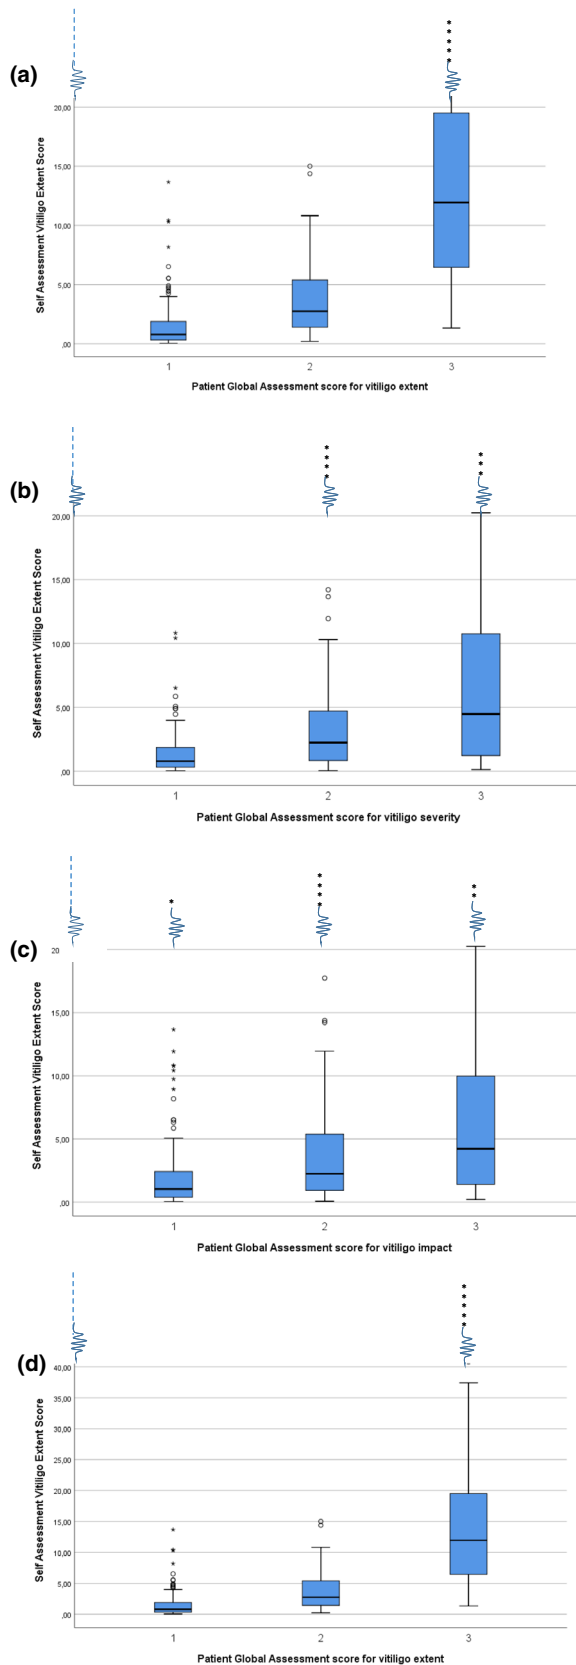 (a)
20,00
15,00
10,00
5,00
,00
Self Assessment Vitiligo Extent Score
1 2 3
Patient Global Assessment score for vitiligo extent
(b)
20,00
15,00
10,00
5,00
,00
Self Assessment Vitiligo Extent Score
1 2 3
Patient Global Assessment score for vitiligo severity
(c)
20
15,00
10,00
5,00
,00
Self Assessment Vitiligo Extent Score
1 2 3
Patient Global Assessment score for vitiligo impact
(d)
40,00
35,00
30,00
25,00
20,00
15,00
10,00
5,00
,00
Self Assessment Vitiligo Extent Score
1 2 3
Patient Global Assessment score for vitiligo extent